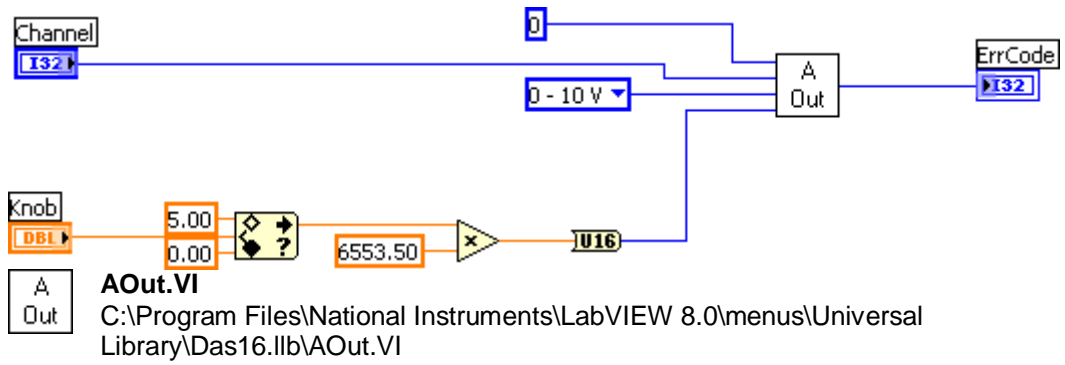 Channel
I32
0
0 - 10 V
A
Out
ErrCode
I32
Knob
DBL
5.00
0.00
?
6553.50
x
U16
A
Out
AOut.VI
C:\Program Files\National Instruments\LabVIEW 8.0\menus\Universal
Library\Das16.llb\AOut.VI